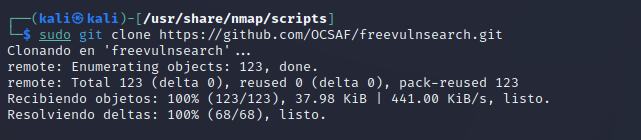 ┌──(kali㉿kali)-[/usr/share/nmap/scripts]
└─$ sudo git clone https://github.com/OCSAF/freevulnsearch.git
Clonando en 'freevulnsearch'...
remote: Enumerating objects: 123, done.
remote: Total 123 (delta 0), reused 0 (delta 0), pack-reused 123
Recibiendo objetos: 100% (123/123), 37.98 KiB | 441.00 KiB/s, listo.
Resolviendo deltas: 100% (68/68), listo.